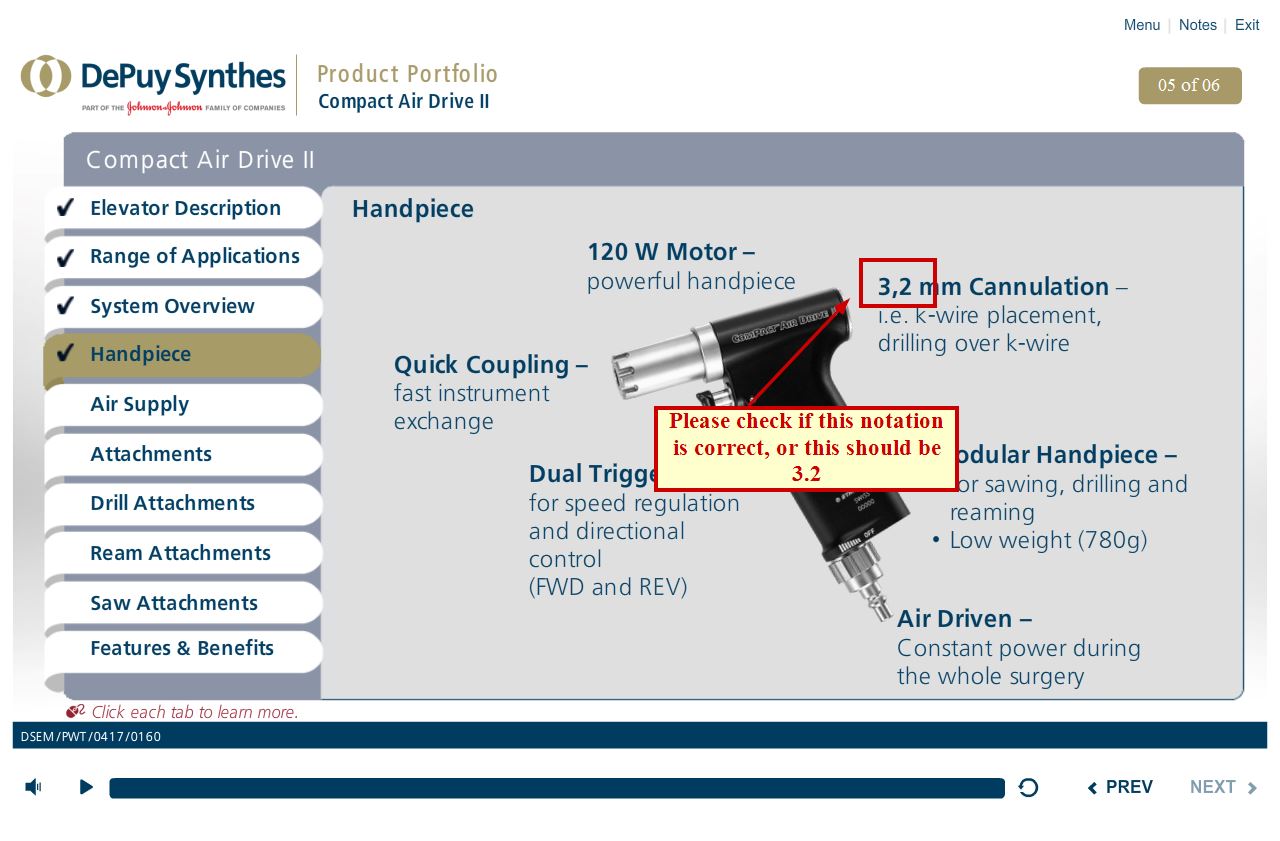 Menu | Notes | Exit
DePuy Synthes
PART OF THE Johnson & Johnson FAMILY OF COMPANIES
Product Portfolio
Compact Air Drive II
05 of 06
Compact Air Drive II
Elevator Description
Range of Applications
System Overview
Handpiece
Air Supply
Attachments
Drill Attachments
Ream Attachments
Saw Attachments
Features & Benefits
Click each tab to learn more.
Handpiece
120 W Motor –
powerful handpiece
3,2 mm Cannulation –
i.e. k-wire placement,
drilling over k-wire
COMPACT AIR DRIVE II
Quick Coupling –
fast instrument
exchange
Please check if this notation
is correct, or this should be
3.2
Dual Trigge
for speed regulation
and directional
control
(FWD and REV)
odular Handpiece –
or sawing, drilling and
reaming
• Low weight (780g)
SWISS
OFF
Air Driven –
Constant power during
the whole surgery
DSEM/PWT/0417/0160
PREV
NEXT